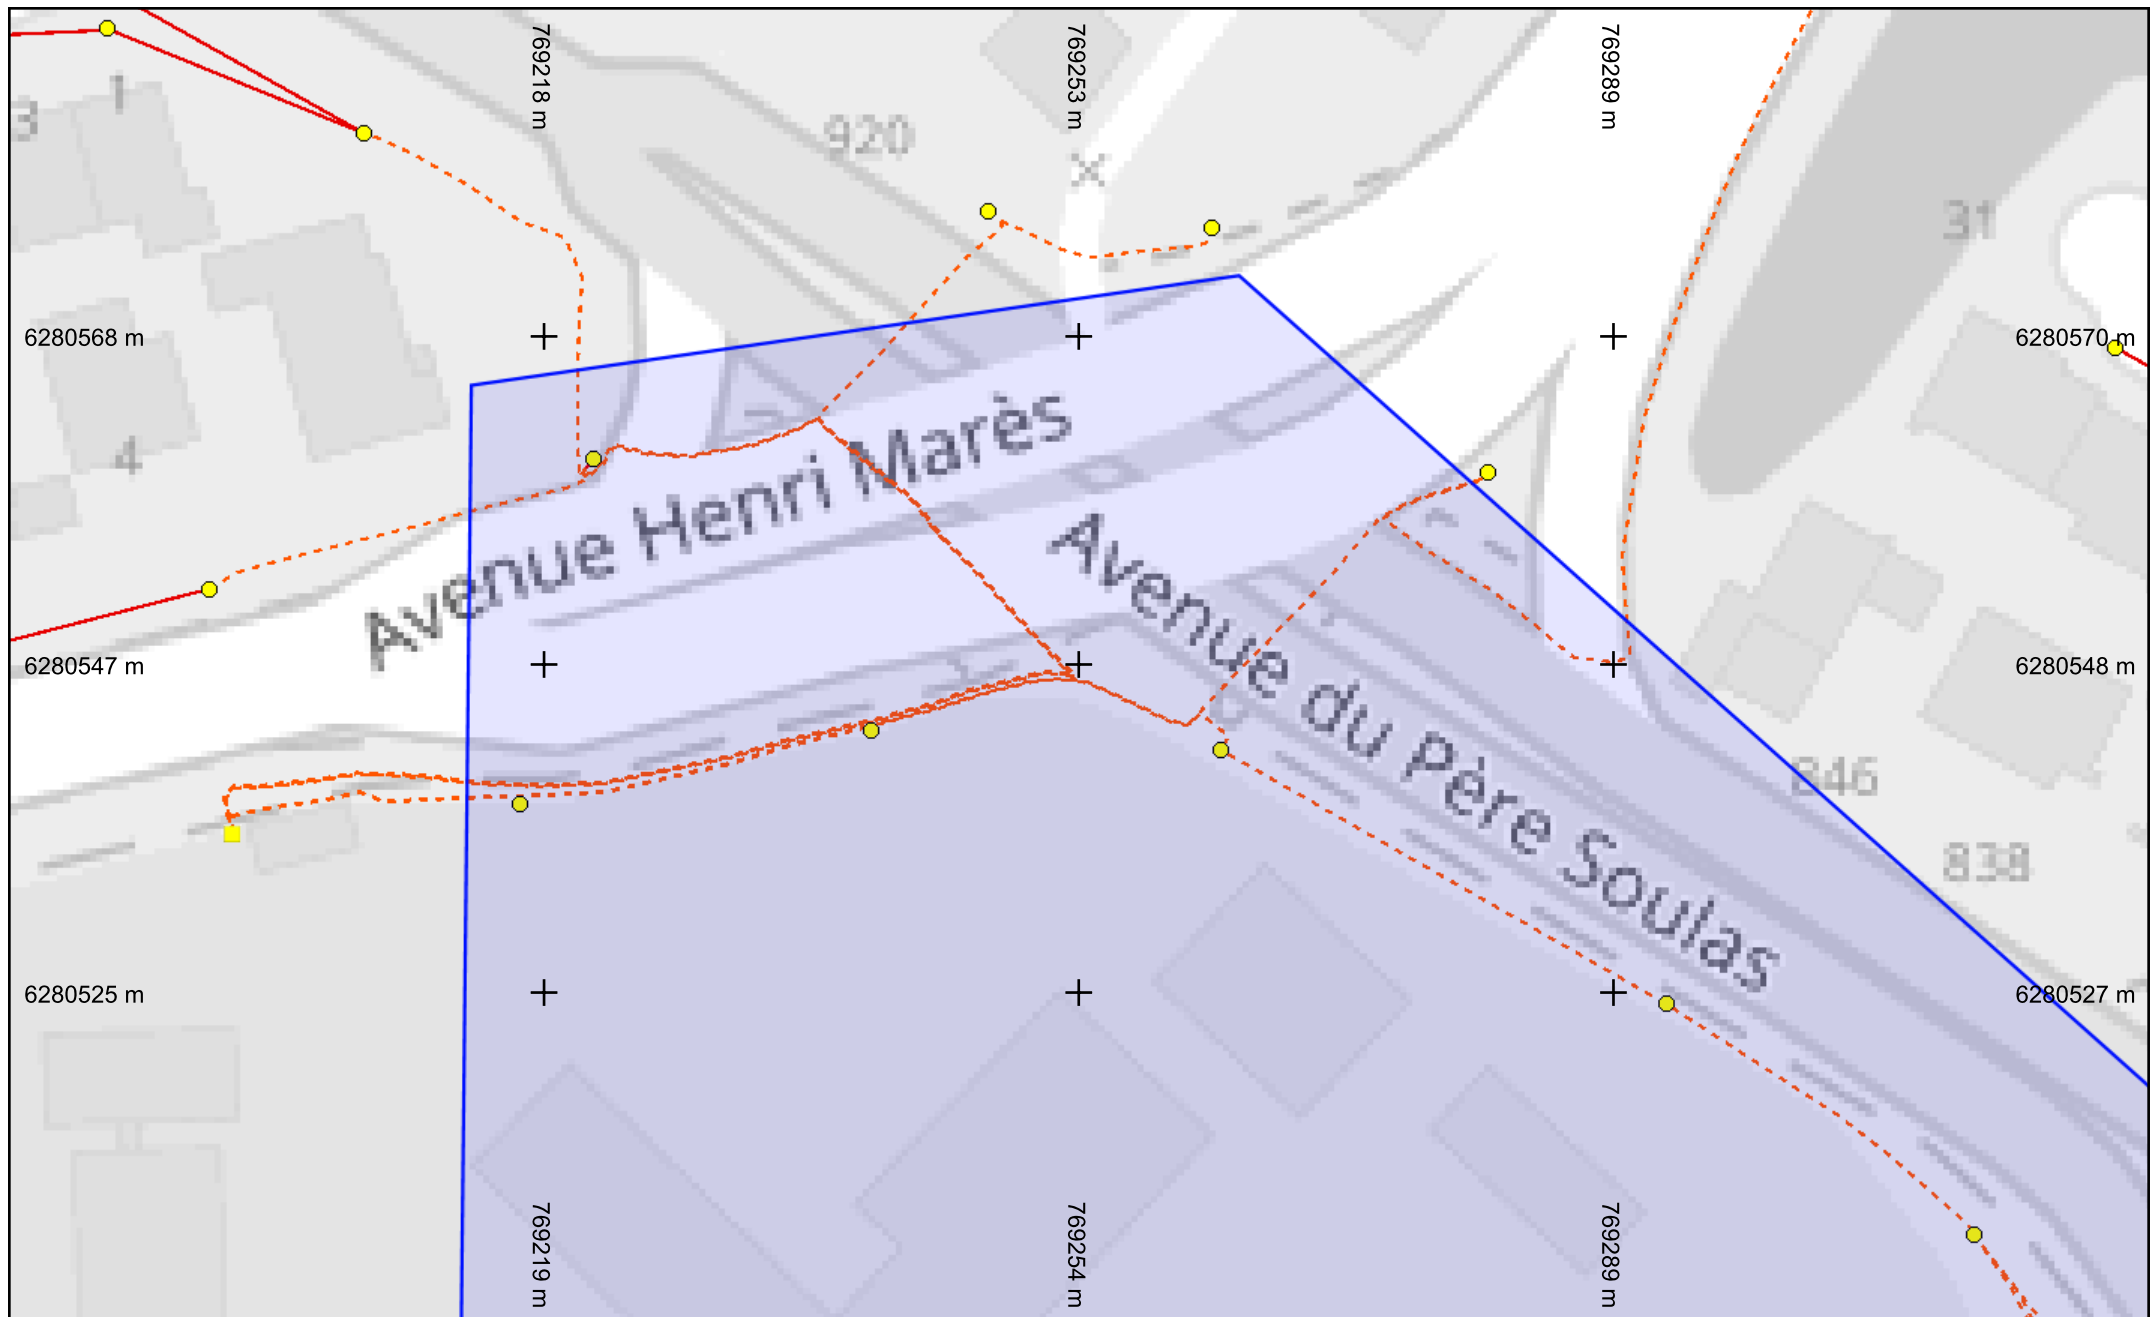 769218 m
769253 m
769289 m
1
3
920
31
6280568 m
6280570 m
4
Avenue Henri Marès
Avenue du Père Soulas
6280547 m
6280548 m
846
838
6280525 m
6280527 m
769219 m
769254 m
769289 m